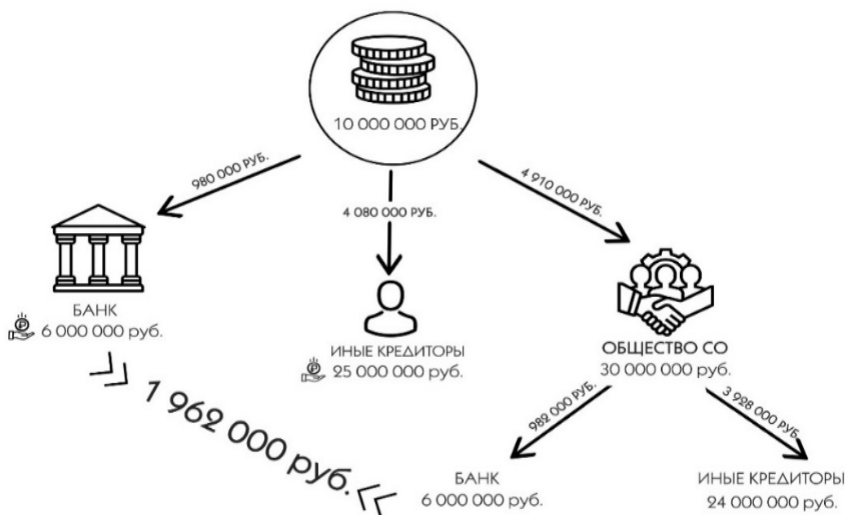 10 000 000 РУБ.
980 000 РУБ.
4 080 000 РУБ.
4 910 000 РУБ.
БАНК
6 000 000 руб.
ИНЫЕ КРЕДИТОРЫ
25 000 000 руб.
ОБЩЕСТВО СО
30 000 000 руб.
1 962 000 руб.
982 000 РУБ.
3 928 000 РУБ.
БАНК
6 000 000 руб.
ИНЫЕ КРЕДИТОРЫ
24 000 000 руб.